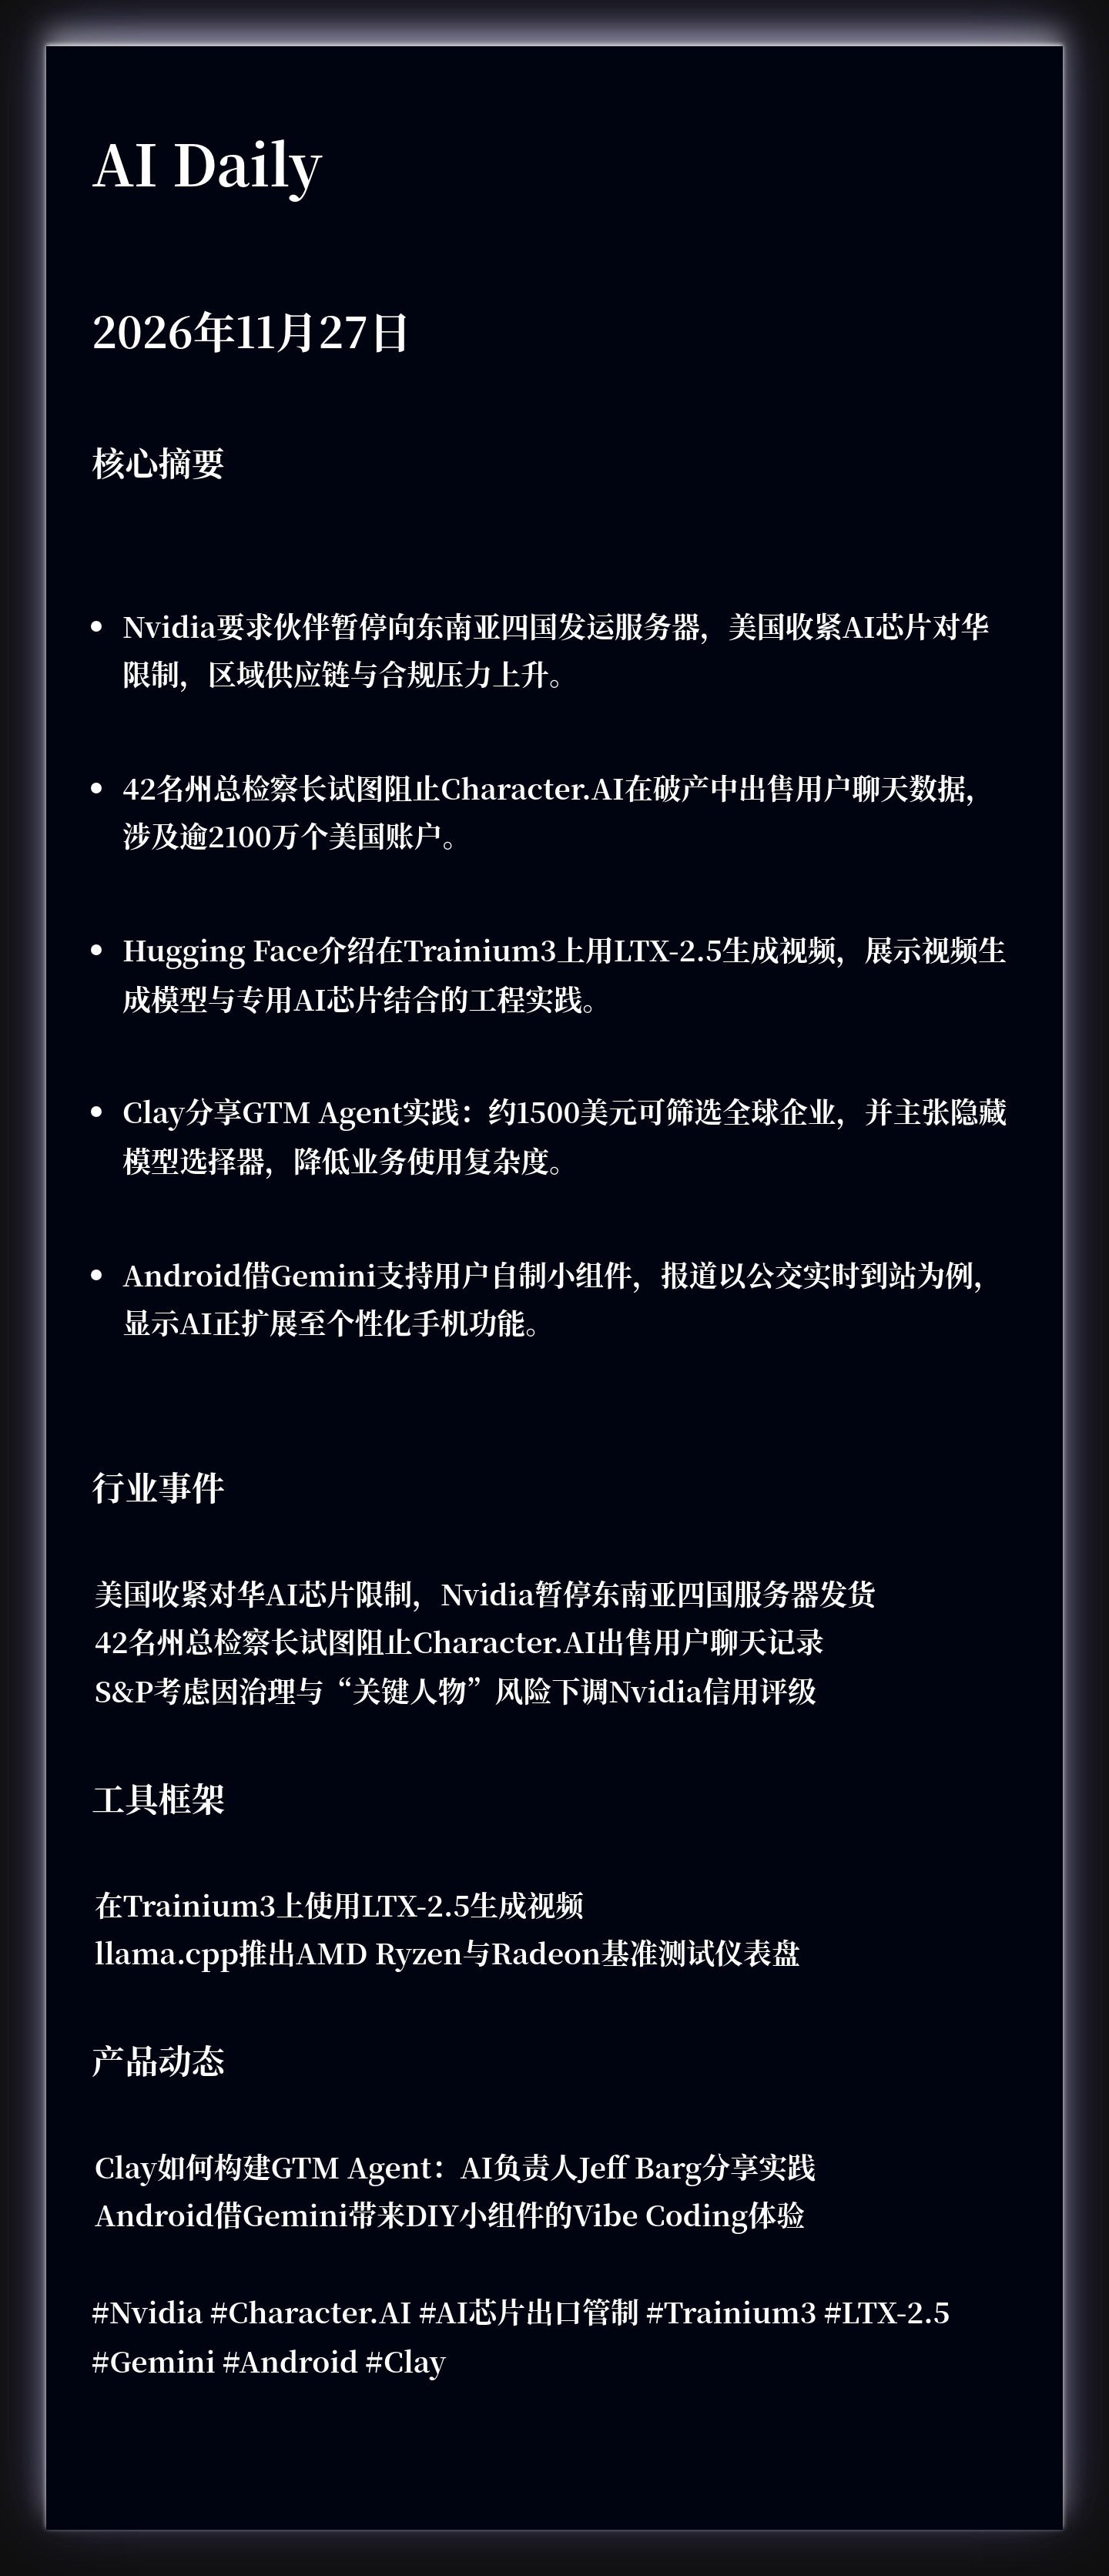 AI Daily
2026年11月27日
核心摘要
• Nvidia要求伙伴暂停向东南亚四国发运服务器，美国收紧AI芯片对华
限制，区域供应链与合规压力上升。
• 42名州总检察长试图阻止Character.AI在破产中出售用户聊天数据，
涉及逾2100万个美国账户。
• Hugging Face介绍在Trainium3上用LTX-2.5生成视频，展示视频生
成模型与专用AI芯片结合的工程实践。
• Clay分享GTM Agent实践：约1500美元可筛选全球企业，并主张隐藏
模型选择器，降低业务使用复杂度。
• Android借Gemini支持用户自制小组件，报道以公交实时到站为例，
显示AI正扩展至个性化手机功能。
行业事件
美国收紧对华AI芯片限制，Nvidia暂停东南亚四国服务器发货
42名州总检察长试图阻止Character.AI出售用户聊天记录
S&P考虑因治理与“关键人物”风险下调Nvidia信用评级
工具框架
在Trainium3上使用LTX-2.5生成视频
llama.cpp推出AMD Ryzen与Radeon基准测试仪表盘
产品动态
Clay如何构建GTM Agent：AI负责人Jeff Barg分享实践
Android借Gemini带来DIY小组件的Vibe Coding体验
#Nvidia #Character.AI #AI芯片出口管制 #Trainium3 #LTX-2.5
#Gemini #Android #Clay